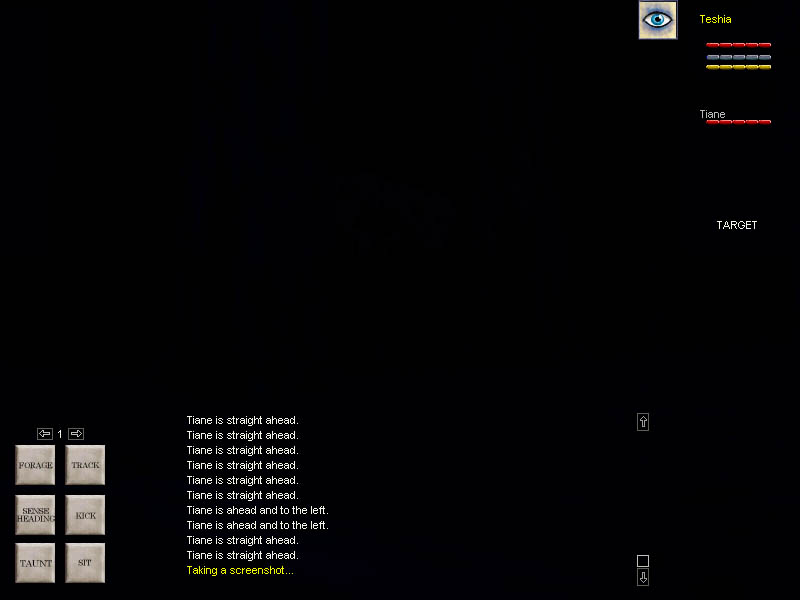 Teshia
Tiane
TARGET
Tiane is straight ahead.
Tiane is straight ahead.
Tiane is straight ahead.
Tiane is straight ahead.
Tiane is straight ahead.
Tiane is straight ahead.
Tiane is ahead and to the left.
Tiane is ahead and to the left.
Tiane is straight ahead.
Tiane is straight ahead.
Taking a screenshot...
1
FORAGE
TRACK
SENSE
HEADING
KICK
TAUNT
SIT